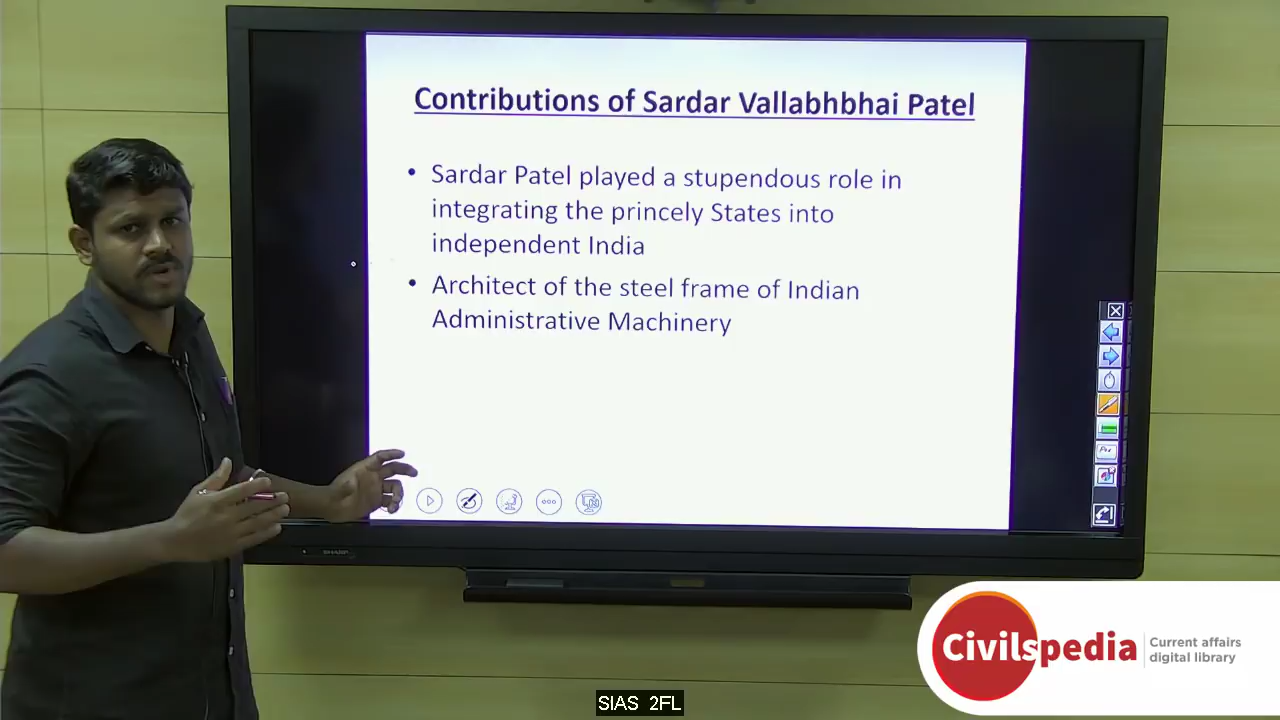 Contributions of Sardar Vallabhbhai Patel
• Sardar Patel played a stupendous role in
integrating the princely States into
independent India
• Architect of the steel frame of Indian
Administrative Machinery
SHARP
Civilspedia
Current affairs
digital library
SIAS 2FL